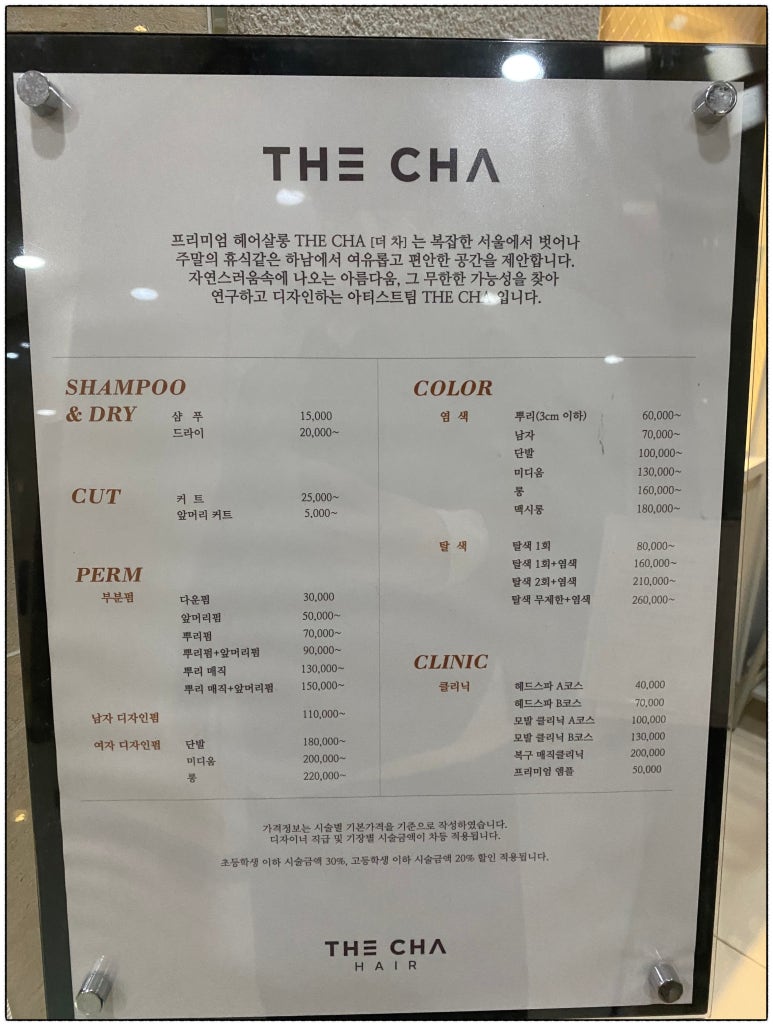 THE CHA
프리미엄 헤어살롱 THE CHA [더 차] 는 복잡한 서울에서 벗어나
주말의 휴식같은 하남에서 여유롭고 편안한 공간을 제안합니다.
자연스러움속에 나오는 아름다움, 그 무한한 가능성을 찾아
연구하고 디자인하는 아티스트팀 THE CHA 입니다.
SHAMPOO
& DRY
샴 푸 15,000
드라이 20,000~
CUT
커 트 25,000~
앞머리 커트 5,000~
PERM
부분펌 다운펌 30,000
앞머리펌 50,000~
뿌리펌 70,000~
뿌리펌+앞머리펌 90,000~
뿌리 매직 130,000~
뿌리 매직+앞머리펌 150,000~
남자 디자인펌 110,000~
여자 디자인펌 단발 180,000~
미디움 200,000~
롱 220,000~
COLOR
염 색 뿌리(3cm 이하) 60,000~
남자 70,000~
단발 100,000~
미디움 130,000~
롱 160,000~
맥시롱 180,000~
탈 색 탈색 1회 80,000~
탈색 1회+염색 160,000~
탈색 2회+염색 210,000~
탈색 무제한+염색 260,000~
CLINIC
클리닉 헤드스파 A코스 40,000
헤드스파 B코스 70,000
모발 클리닉 A코스 100,000
모발 클리닉 B코스 130,000
복구 매직클리닉 200,000
프리미엄 앰플 50,000
가격정보는 시술별 기본가격을 기준으로 작성하였습니다.
디자이너 직급 및 기장별 시술금액이 차등 적용됩니다.
초등학생 이하 시술금액 30%, 고등학생 이하 시술금액 20% 할인 적용됩니다.
THE CHA
HAIR